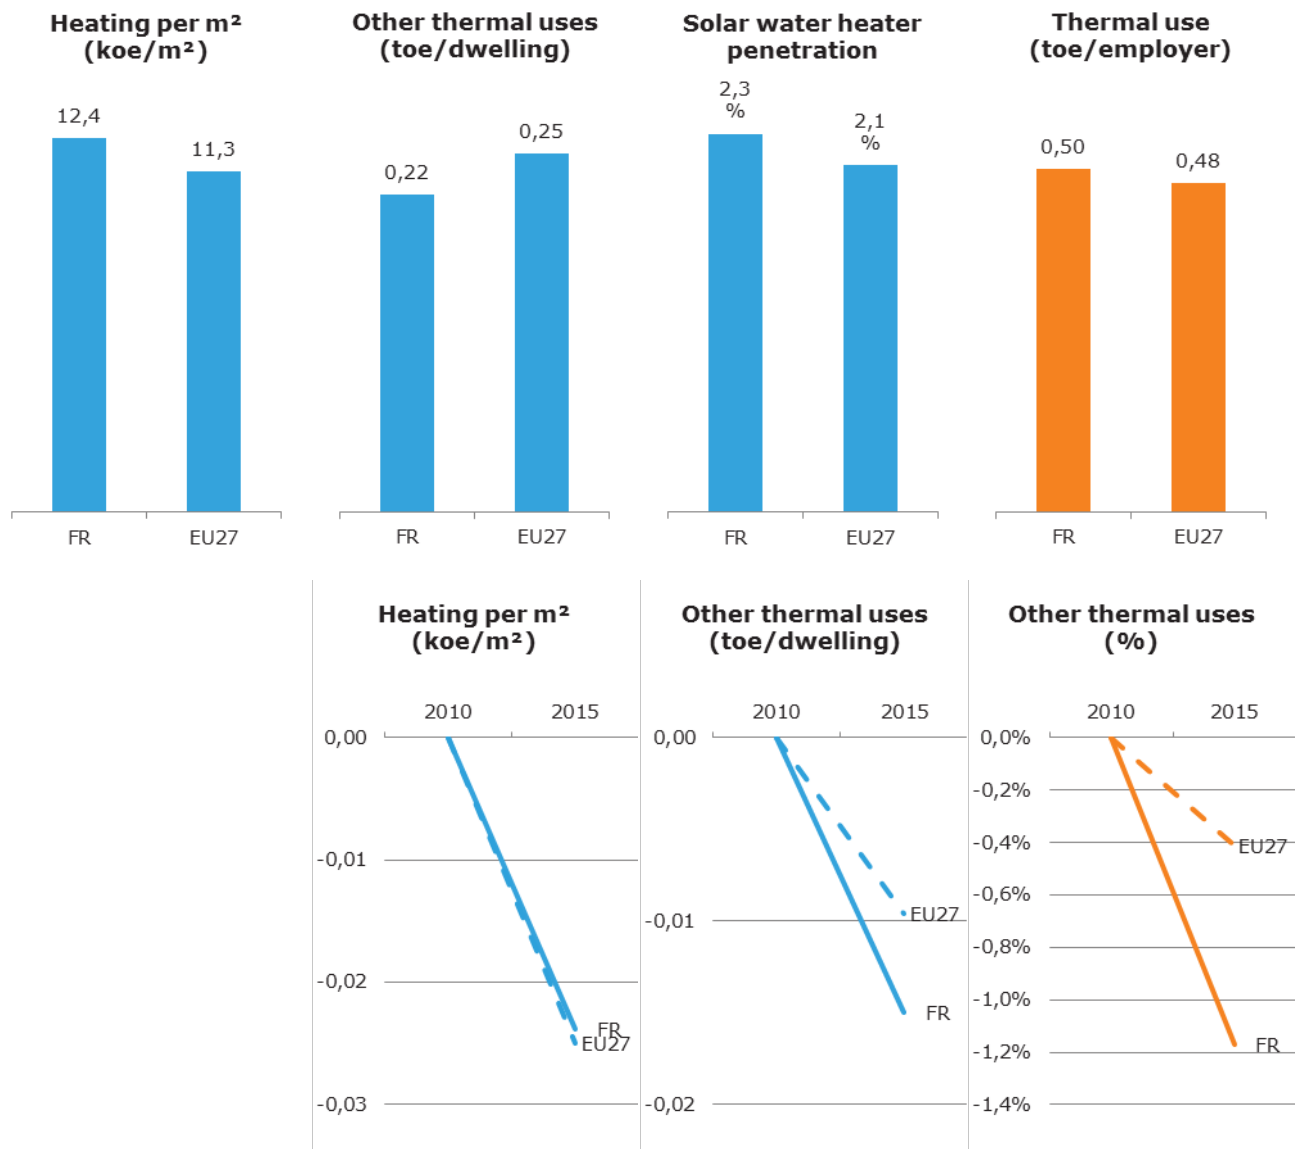 Heating per m²
(koe/m²)
12,4
11,3
FR
EU27
Other thermal uses
(toe/dwelling)
0,22
0,25
FR
EU27
Solar water heater
penetration
2,3
%
2,1
%
FR
EU27
Thermal use
(toe/employer)
0,50
0,48
FR
EU27
Heating per m²
(koe/m²)
2010
2015
0,00
-0,01
-0,02
-0,03
FR
EU27
Other thermal uses
(toe/dwelling)
2010
2015
0,00
-0,01
-0,02
EU27
FR
Other thermal uses
(%)
2010
2015
0,0%
-0,2%
-0,4%
-0,6%
-0,8%
-1,0%
-1,2%
-1,4%
EU27
FR